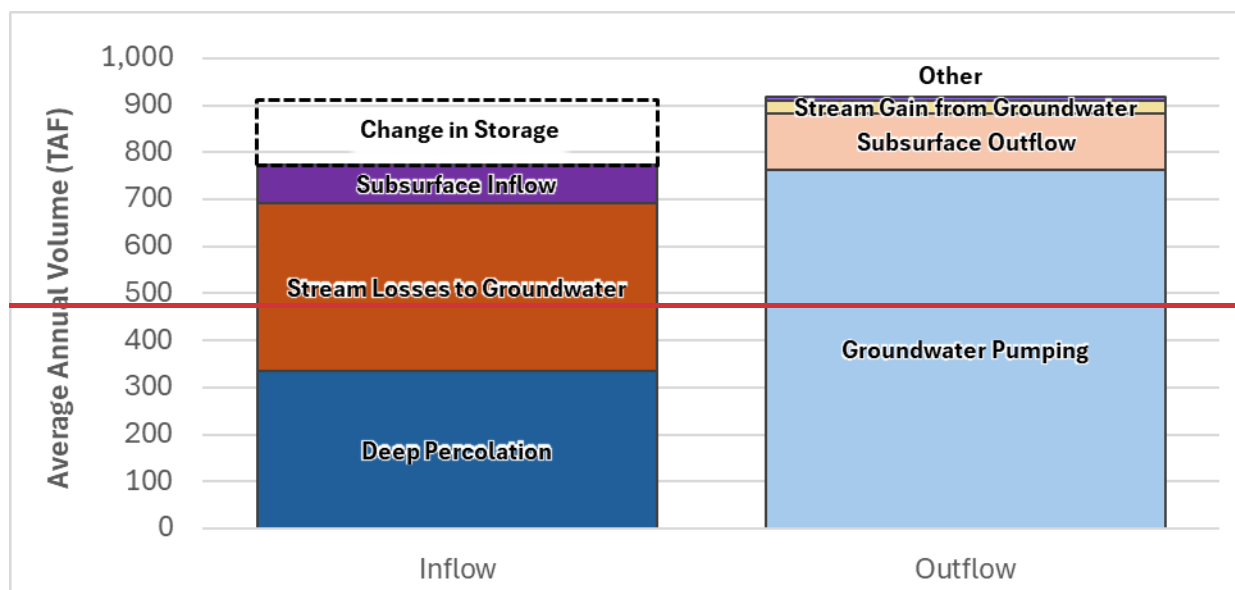 Average Annual Volume (TAF)
1,000
900
800
700
600
500
400
300
200
100
0
Change in Storage
Subsurface Inflow
Stream Losses to Groundwater
Deep Percolation
Other
Stream Gain from Groundwater
Subsurface Outflow
Groundwater Pumping
Inflow
Outflow